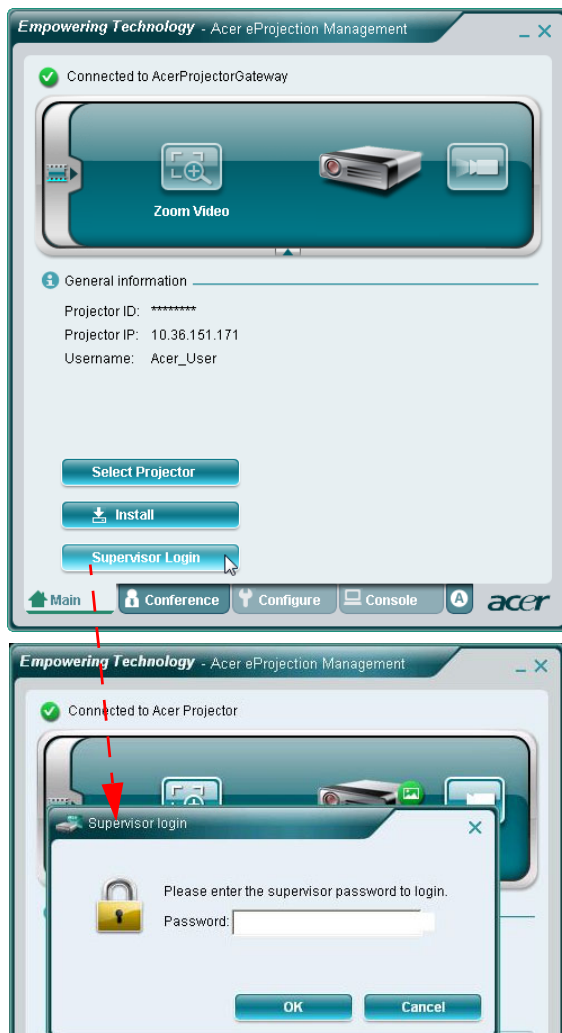 Empowering Technology - Acer eProjection Management
Connected to AcerProjectorGateway
Zoom Video
General information
Projector ID: ********
Projector IP: 10.36.151.171
Username: Acer_User
Select Projector
Install
Supervisor Login
Main Conference Configure Console A acer
Empowering Technology - Acer eProjection Management
Connected to Acer Projector
Supervisor login
Please enter the supervisor password to login.
Password:
OK Cancel